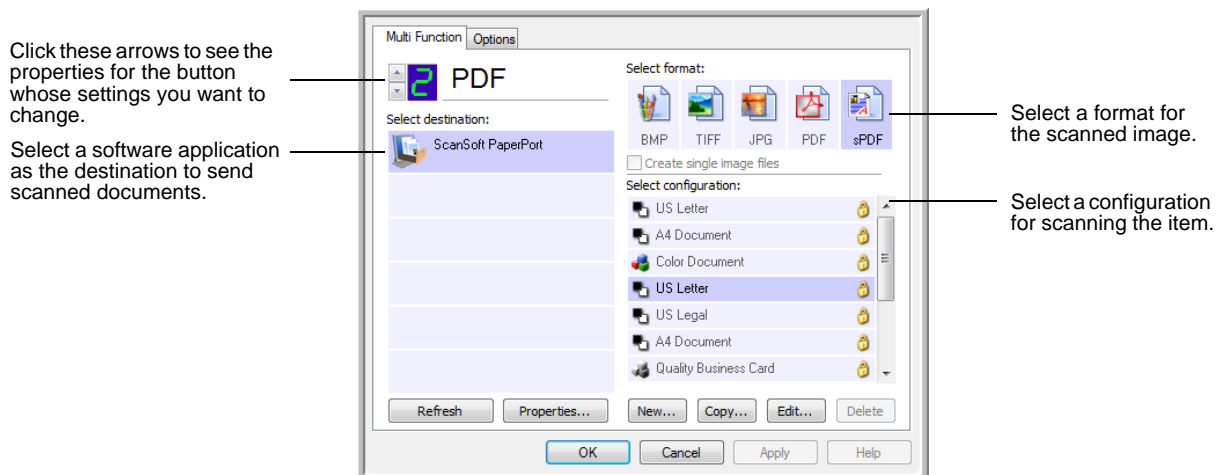 Click these arrows to see the
properties for the button
whose settings you want to
change.
Select a software application
as the destination to send
scanned documents.
Multi Function
Options
2
PDF
Select destination:
ScanSoft PaperPort
Refresh
Properties...
Select format:
BMP
TIFF
JPG
PDF
sPDF
Create single image files
Select configuration:
US Letter
A4 Document
Color Document
US Letter
US Legal
A4 Document
Quality Business Card
New...
Copy...
Edit...
Delete
OK
Cancel
Apply
Help
Select a format for
the scanned image.
Select a configuration
for scanning the item.